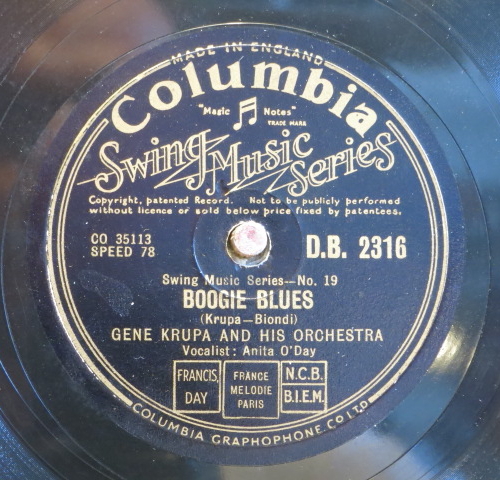 MADE IN ENGLAND
Columbia
"Magic Notes"
TRADE MARK
Swing Music Series
Copyright, patented Record. Not to be publicly performed
without licence or sold below price fixed by patentees.
CO 35113
SPEED 78
D.B. 2316
Swing Music Series—No. 19
BOOGIE BLUES
(Krupa—Biondi)
GENE KRUPA AND HIS ORCHESTRA
Vocalist: Anita O'Day
FRANCIS,
DAY
FRANCE
MELODIE
PARIS
N.C.B.
B.I.E.M.
COLUMBIA GRAPHOPHONE CO LTD